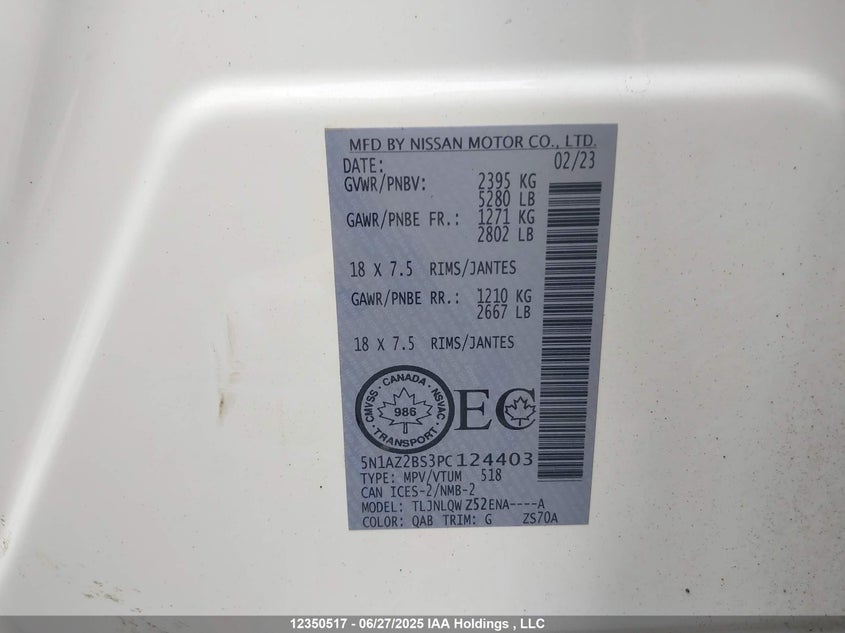 MFD BY NISSAN MOTOR CO., LTD.
DATE: 02/23
GVWR/PNBV: 2395 KG
5280 LB
GAWR/PNBE FR.: 1271 KG
2802 LB
18 X 7.5 RIMS/JANTES
GAWR/PNBE RR.: 1210 KG
2667 LB
18 X 7.5 RIMS/JANTES
CMVSS · CANADA · NSVAC · TRANSPORT ·
986
EC
5N1AZ2BS3PC124403
TYPE: MPV/VTUM 518
CAN ICES-2/NMB-2
MODEL: TLJNLQW Z52ENA----A
COLOR: QAB TRIM: G ZS70A
12350517 - 06/27/2025 IAA Holdings , LLC